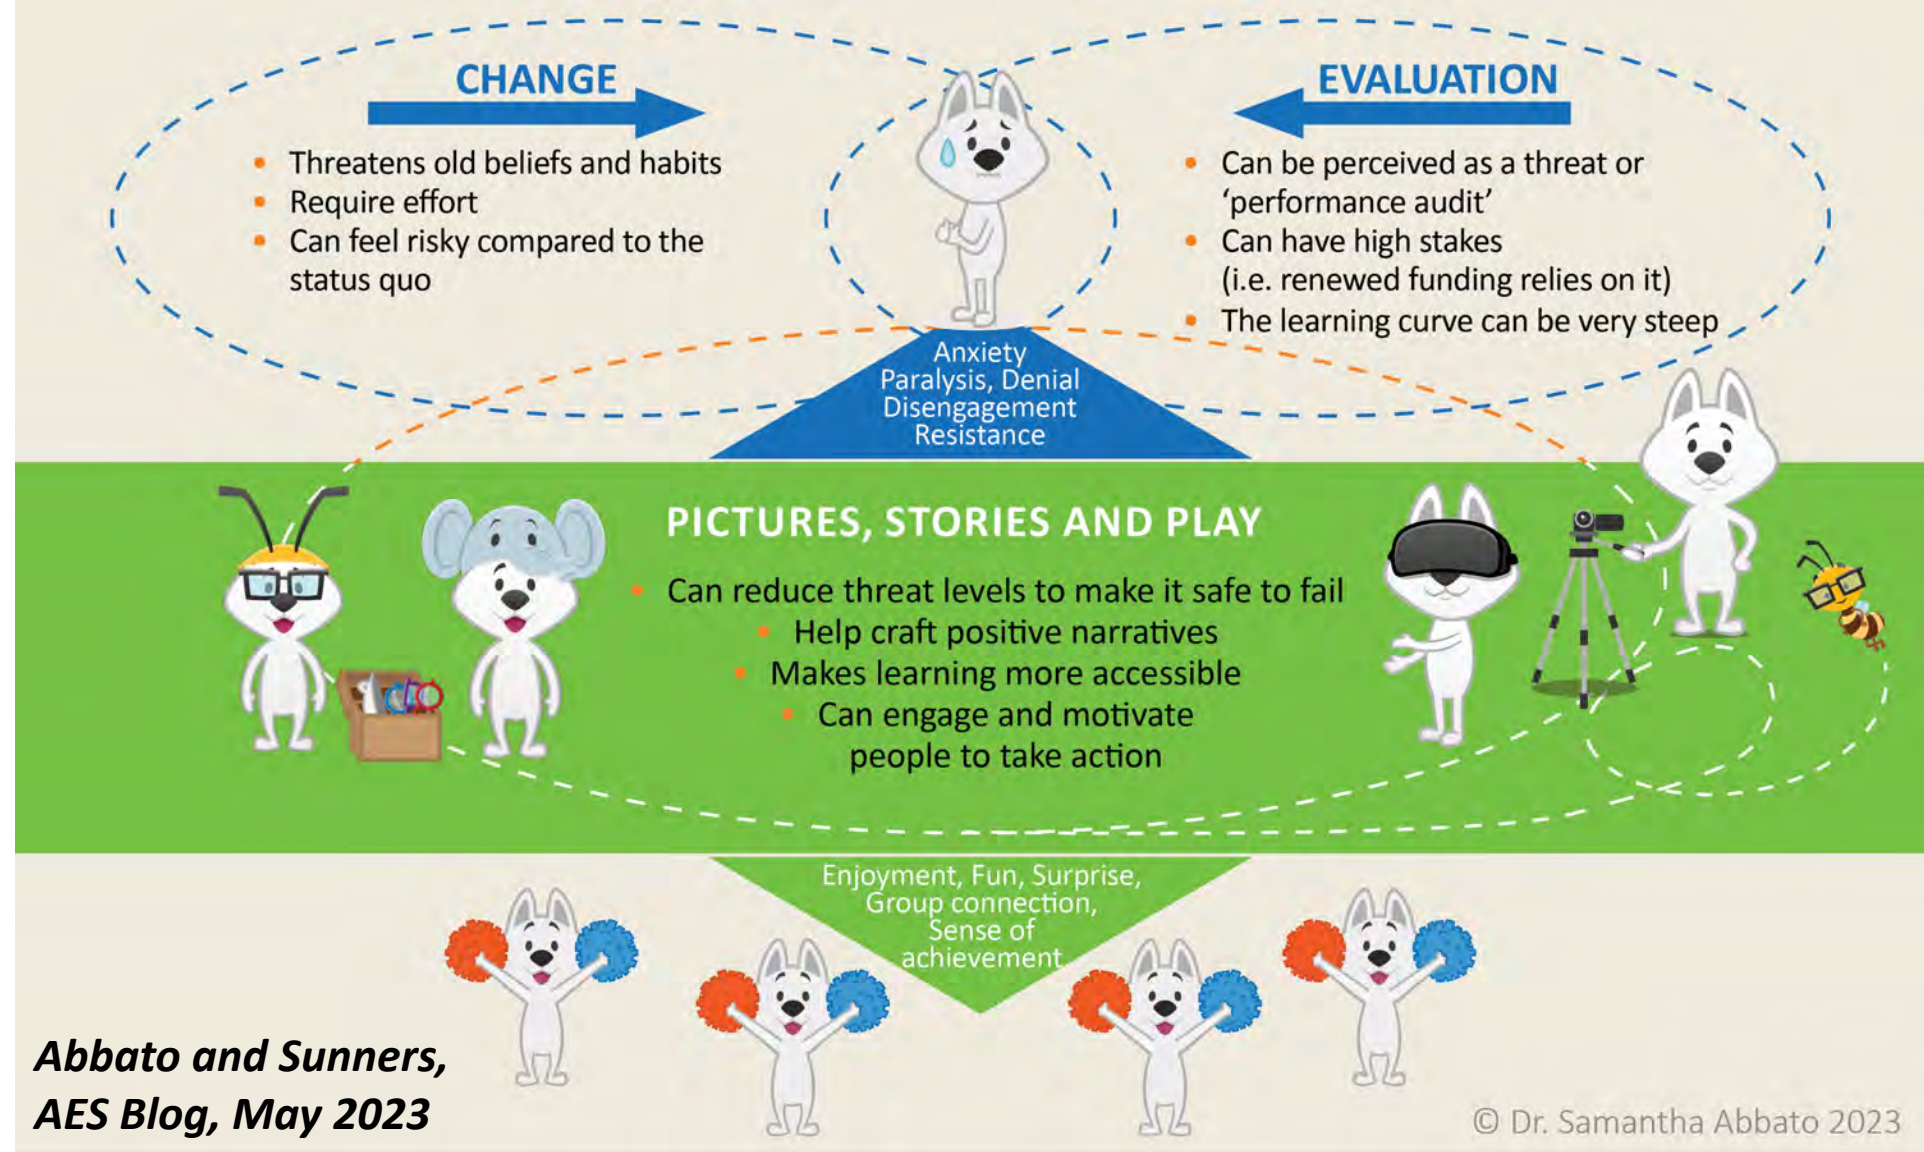 CHANGE
Threatens old beliefs and habits
Require effort
Can feel risky compared to the
status quo
EVALUATION
Can be perceived as a threat or
‘performance audit’
Can have high stakes
(i.e. renewed funding relies on it)
The learning curve can be very steep
Anxiety
Paralysis, Denial
Disengagement
Resistance
PICTURES, STORIES AND PLAY
Can reduce threat levels to make it safe to fail
Help craft positive narratives
Makes learning more accessible
Can engage and motivate
people to take action
Enjoyment, Fun, Surprise,
Group connection,
Sense of
achievement
Abbato and Sunners,
AES Blog, May 2023
© Dr. Samantha Abbato 2023